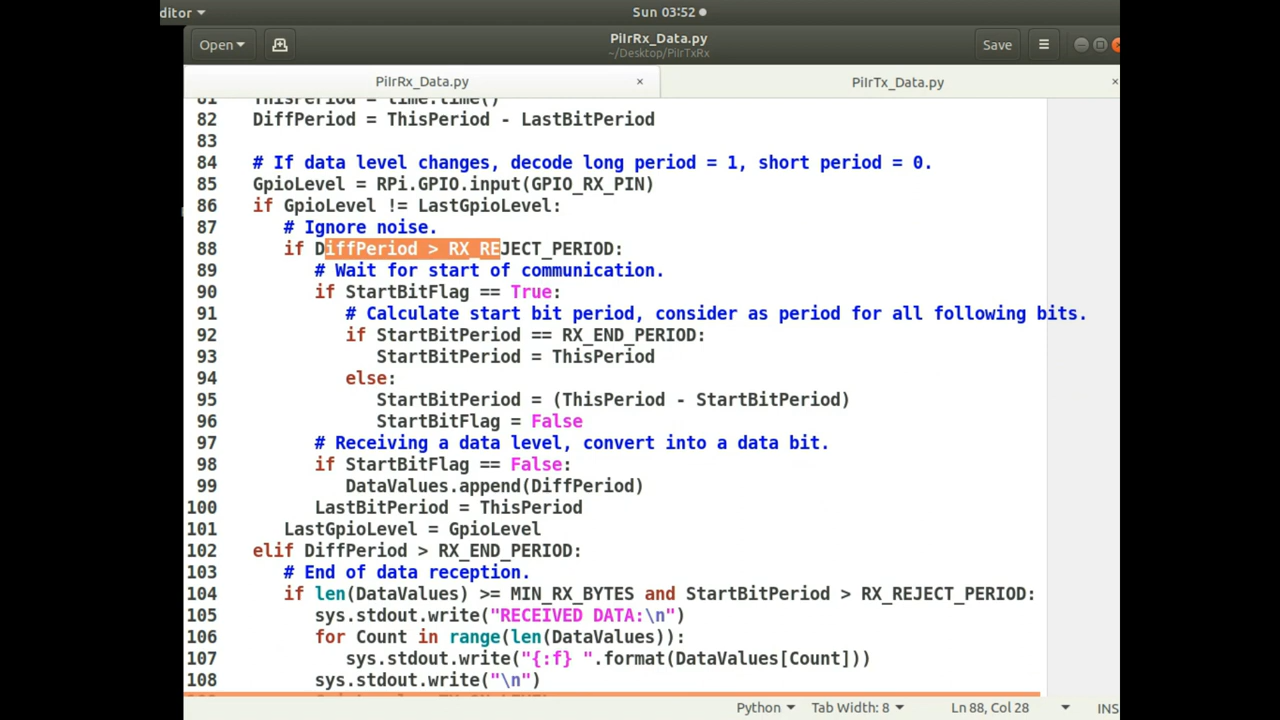 ditor
Sun 03:52
Open
PiIrRx_Data.py
~/Desktop/PiIrTxRx
Save
PiIrRx_Data.py ×
PiIrTx_Data.py ×
81 ThisPeriod = time.time()
82 DiffPeriod = ThisPeriod - LastBitPeriod
83
84 # If data level changes, decode long period = 1, short period = 0.
85 GpioLevel = RPi.GPIO.input(GPIO_RX_PIN)
86 if GpioLevel != LastGpioLevel:
87 # Ignore noise.
88 if DiffPeriod > RX_REJECT_PERIOD:
89 # Wait for start of communication.
90 if StartBitFlag == True:
91 # Calculate start bit period, consider as period for all following bits.
92 if StartBitPeriod == RX_END_PERIOD:
93 StartBitPeriod = ThisPeriod
94 else:
95 StartBitPeriod = (ThisPeriod - StartBitPeriod)
96 StartBitFlag = False
97 # Receiving a data level, convert into a data bit.
98 if StartBitFlag == False:
99 DataValues.append(DiffPeriod)
100 LastBitPeriod = ThisPeriod
101 LastGpioLevel = GpioLevel
102 elif DiffPeriod > RX_END_PERIOD:
103 # End of data reception.
104 if len(DataValues) >= MIN_RX_BYTES and StartBitPeriod > RX_REJECT_PERIOD:
105 sys.stdout.write("RECEIVED DATA:\n")
106 for Count in range(len(DataValues)):
107 sys.stdout.write("{:f} ".format(DataValues[Count]))
108 sys.stdout.write("\n")
Python Tab Width: 8 Ln 88, Col 28 INS